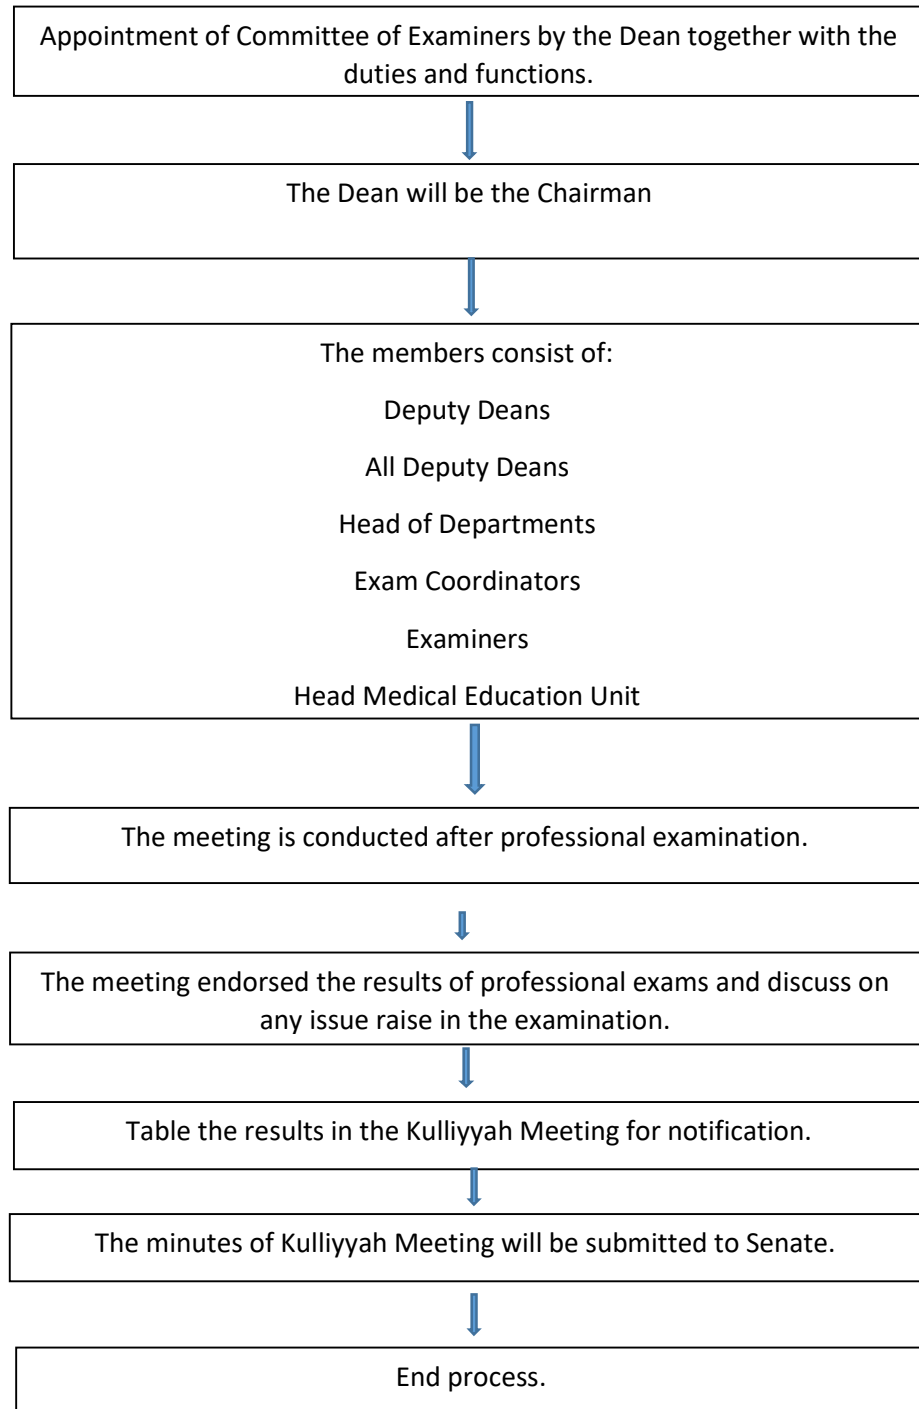 Appointment of Committee of Examiners by the Dean together with the
duties and functions.
The Dean will be the Chairman
The members consist of:
Deputy Deans
All Deputy Deans
Head of Departments
Exam Coordinators
Examiners
Head Medical Education Unit
The meeting is conducted after professional examination.
The meeting endorsed the results of professional exams and discuss on
any issue raise in the examination.
Table the results in the Kulliyyah Meeting for notification.
The minutes of Kulliyyah Meeting will be submitted to Senate.
End process.